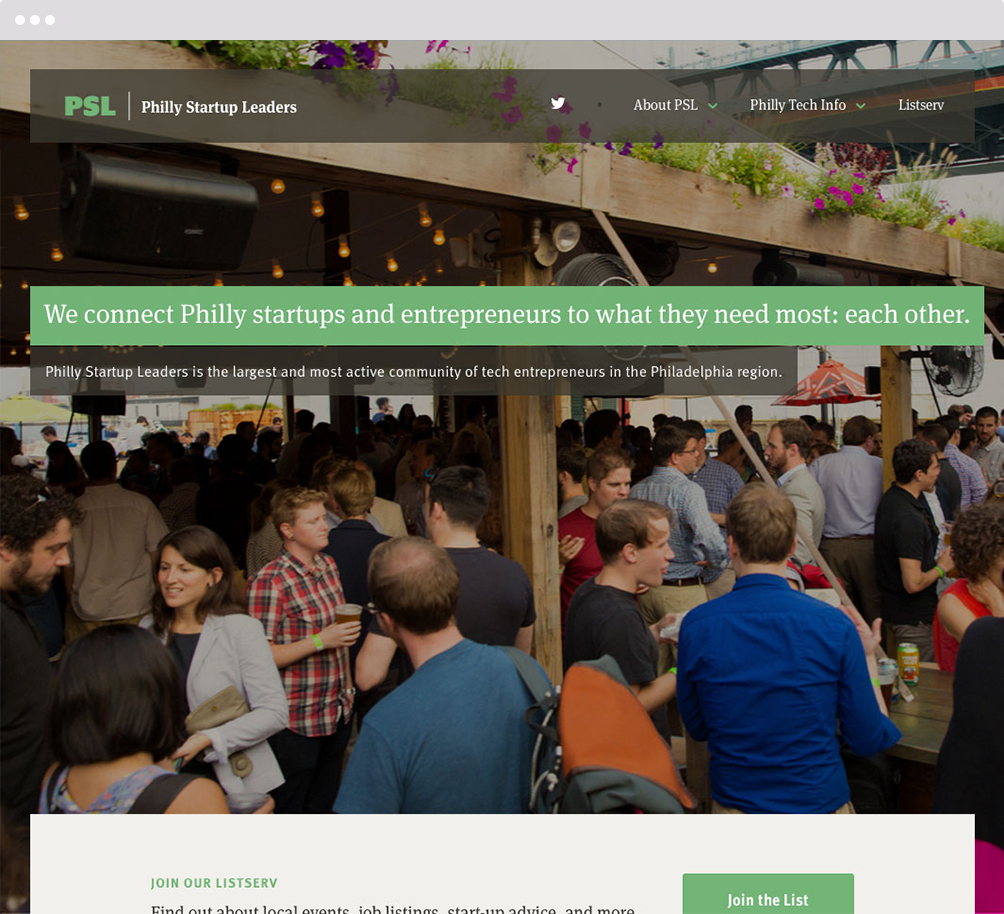 PSL Philly Startup Leaders About PSL Philly Tech Info Listserv
We connect Philly startups and entrepreneurs to what they need most: each other.
Philly Startup Leaders is the largest and most active community of tech entrepreneurs in the Philadelphia region.
JOIN OUR LISTSERV
Join the List
Find out about local events, job listings, start-up advice, and more